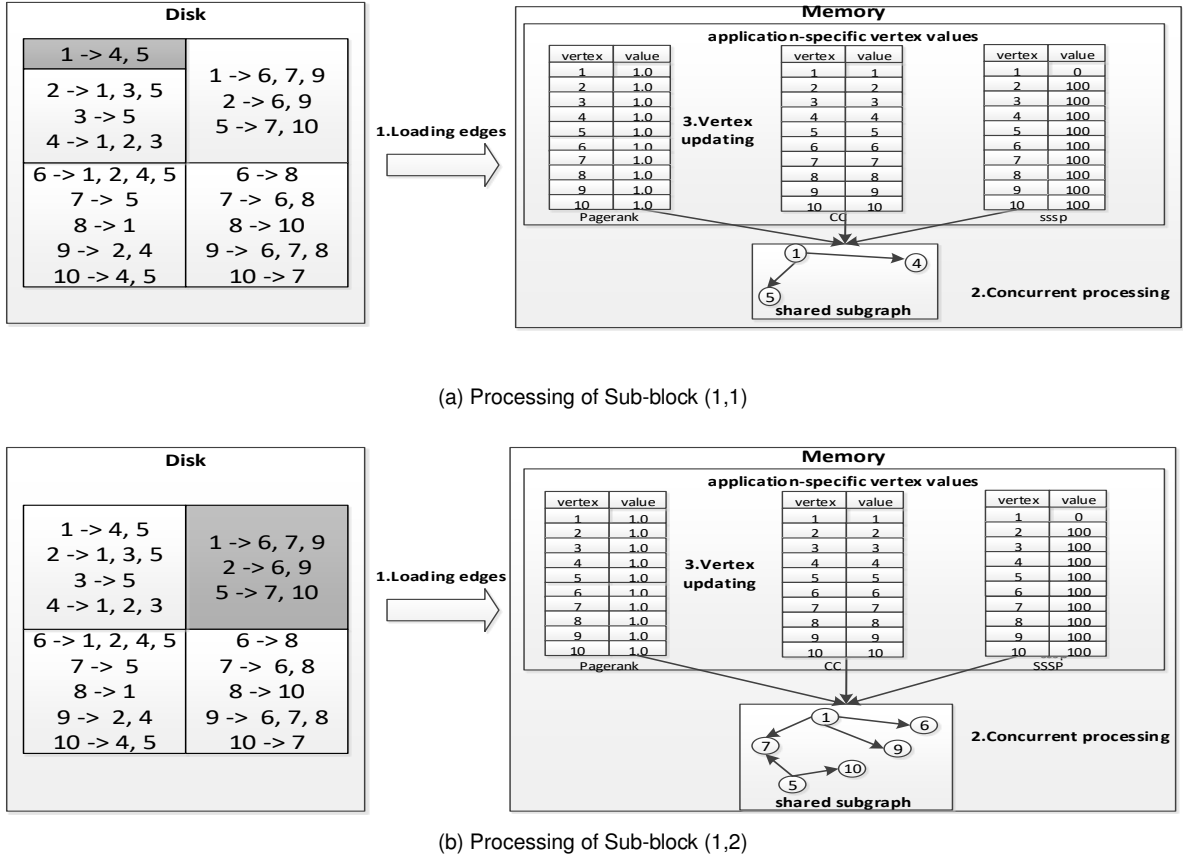 Disk
1 -> 4, 5
2 -> 1, 3, 5
3 -> 5
4 -> 1, 2, 3
1 -> 6, 7, 9
2 -> 6, 9
5 -> 7, 10
6 -> 1, 2, 4, 5
7 -> 5
8 -> 1
9 -> 2, 4
10 -> 4, 5
6 -> 8
7 -> 6, 8
8 -> 10
9 -> 6, 7, 8
10 -> 7
1.Loading edges
Memory
application-specific vertex values
vertex value
1 1.0
2 1.0
3 1.0
4 1.0
5 1.0
6 1.0
7 1.0
8 1.0
9 1.0
10 1.0
Pagerank
3.Vertex
updating
vertex value
1 1
2 2
3 3
4 4
5 5
6 6
7 7
8 8
9 9
10 10
CC
vertex value
1 0
2 100
3 100
4 100
5 100
6 100
7 100
8 100
9 100
10 100
sssp
1
4
5
shared subgraph
2.Concurrent processing
(a) Processing of Sub-block (1,1)
Disk
1 -> 4, 5
2 -> 1, 3, 5
3 -> 5
4 -> 1, 2, 3
1 -> 6, 7, 9
2 -> 6, 9
5 -> 7, 10
6 -> 1, 2, 4, 5
7 -> 5
8 -> 1
9 -> 2, 4
10 -> 4, 5
6 -> 8
7 -> 6, 8
8 -> 10
9 -> 6, 7, 8
10 -> 7
1.Loading edges
Memory
application-specific vertex values
vertex value
1 1.0
2 1.0
3 1.0
4 1.0
5 1.0
6 1.0
7 1.0
8 1.0
9 1.0
10 1.0
Pagerank
3.Vertex
updating
vertex value
1 1
2 2
3 3
4 4
5 5
6 6
7 7
8 8
9 9
10 10
CC
vertex value
1 0
2 100
3 100
4 100
5 100
6 100
7 100
8 100
9 100
10 100
SSSP
1
6
7
9
10
5
shared subgraph
2.Concurrent processing
(b) Processing of Sub-block (1,2)